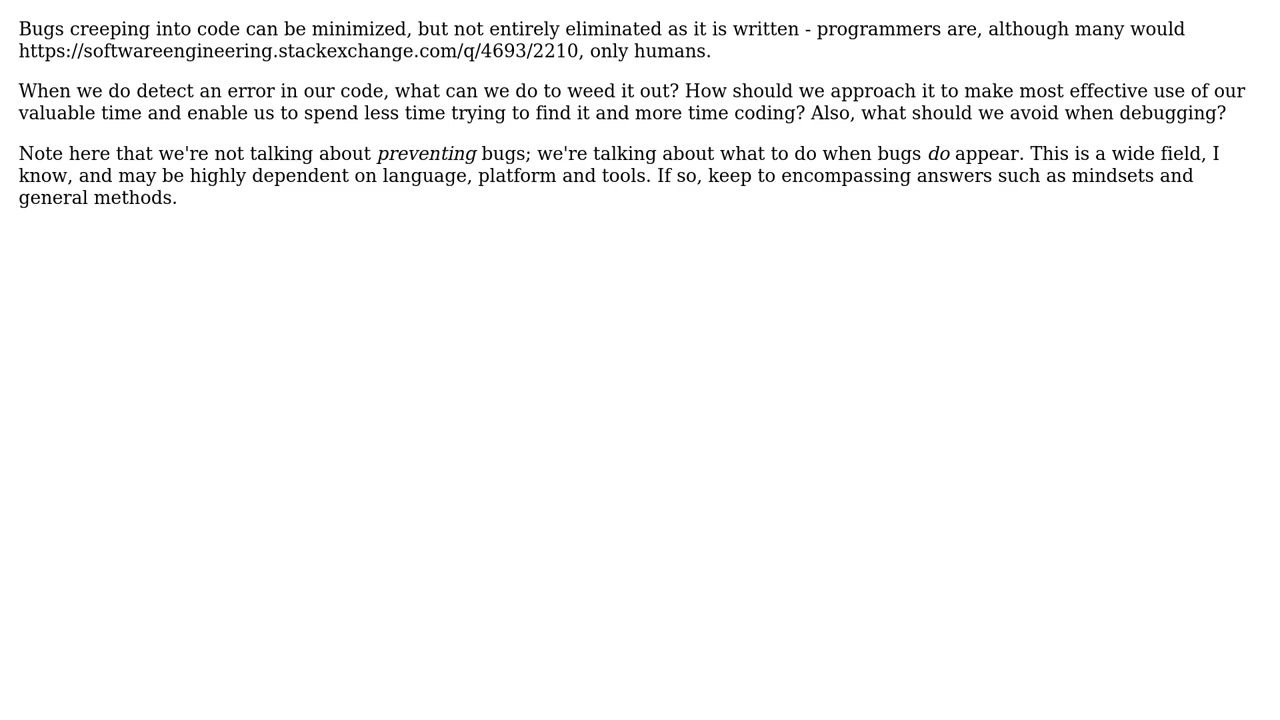 Bugs creeping into code can be minimized, but not entirely eliminated as it is written - programmers are, although many would
https://softwareengineering.stackexchange.com/q/4693/2210, only humans.
When we do detect an error in our code, what can we do to weed it out? How should we approach it to make most effective use of our
valuable time and enable us to spend less time trying to find it and more time coding? Also, what should we avoid when debugging?
Note here that we're not talking about preventing bugs; we're talking about what to do when bugs do appear. This is a wide field, I
know, and may be highly dependent on language, platform and tools. If so, keep to encompassing answers such as mindsets and
general methods.